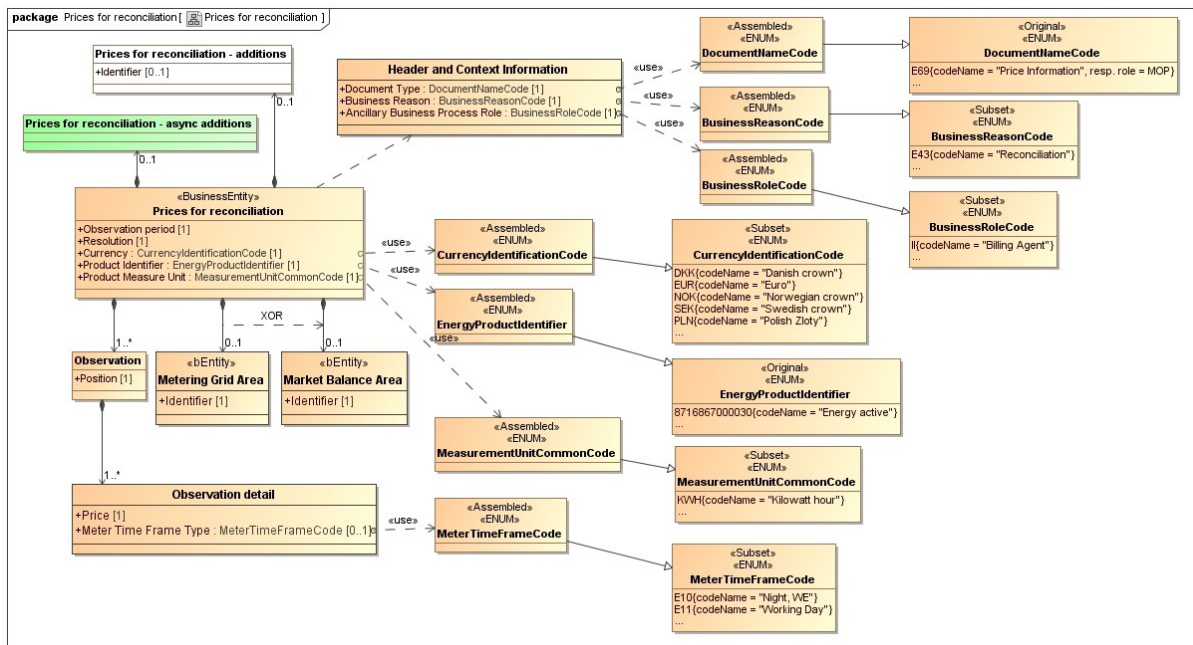 package Prices for reconciliation [ Prices for reconciliation ]
Prices for reconciliation - additions
+Identifier [0..1]
0..1
Prices for reconciliation - async additions
0..1
«BusinessEntity»
Prices for reconciliation
+Observation period [1]
+Resolution [1]
+Currency : CurrencyIdentificationCode [1]
+Product Identifier : EnergyProductIdentifier [1]
+Product Measure Unit : MeasurementUnitCommonCode [1]
Header and Context Information
+Document Type : DocumentNameCode [1]
+Business Reason : BusinessReasonCode [1]
+Ancillary Business Process Role : BusinessRoleCode [1]
«use»
«use»
«use»
«Assembled»
«ENUM»
DocumentNameCode
«Original»
«ENUM»
DocumentNameCode
E69{codeName = "Price Information", resp. role = MOP}
...
«Assembled»
«ENUM»
BusinessReasonCode
«Subset»
«ENUM»
BusinessReasonCode
E43{codeName = "Reconciliation"}
...
«Assembled»
«ENUM»
BusinessRoleCode
«Subset»
«ENUM»
BusinessRoleCode
II{codeName = "Billing Agent"}
...
«use»
«use»
«use»
«Assembled»
«ENUM»
CurrencyIdentificationCode
«Subset»
«ENUM»
CurrencyIdentificationCode
DKK{codeName = "Danish crown"}
EUR{codeName = "Euro"}
NOK{codeName = "Norwegian crown"}
SEK{codeName = "Swedish crown"}
PLN{codeName = "Polish Zloty"}
...
«Assembled»
«ENUM»
EnergyProductIdentifier
«Original»
«ENUM»
EnergyProductIdentifier
8716867000030{codeName = "Energy active"}
...
XOR
1..*
0..1
0..1
Observation
+Position [1]
«bEntity»
Metering Grid Area
+Identifier [1]
«bEntity»
Market Balance Area
+Identifier [1]
«Assembled»
«ENUM»
MeasurementUnitCommonCode
«Subset»
«ENUM»
MeasurementUnitCommonCode
KWH{codeName = "Kilowatt hour"}
...
1..*
Observation detail
+Price [1]
+Meter Time Frame Type : MeterTimeFrameCode [0..1]
«use»
«Assembled»
«ENUM»
MeterTimeFrameCode
«Subset»
«ENUM»
MeterTimeFrameCode
E10{codeName = "Night, WE"}
E11{codeName = "Working Day"}
...